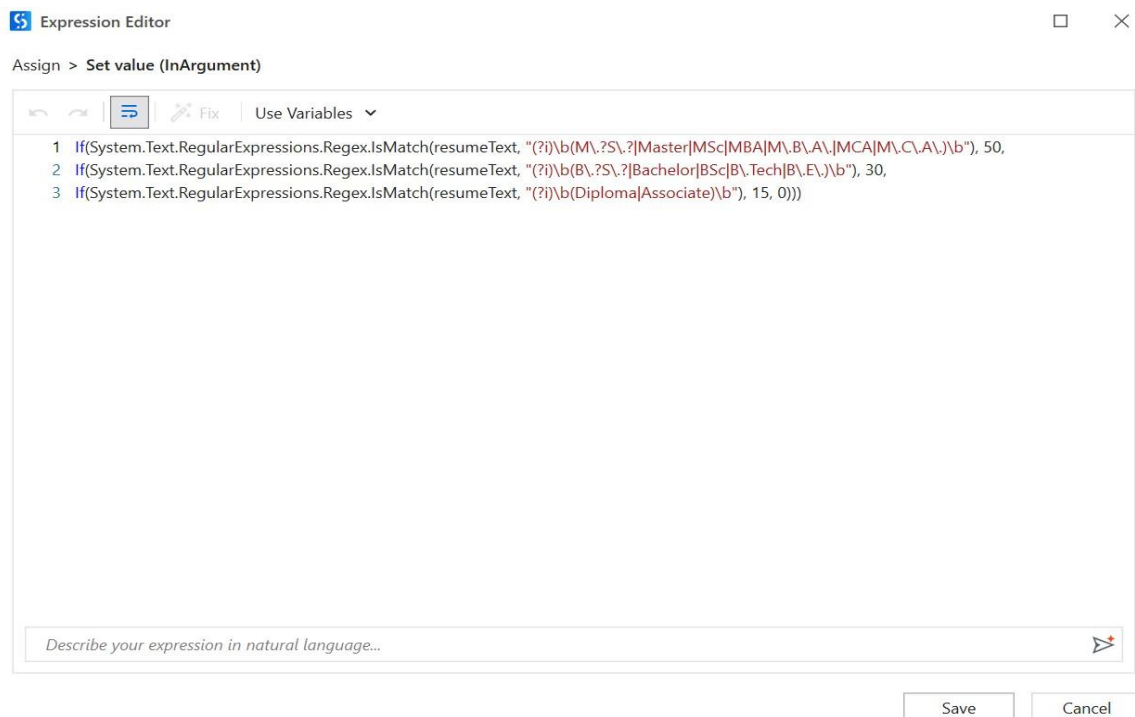 Expression Editor
Assign > Set value (InArgument)
Fix Use Variables
1 If(System.Text.RegularExpressions.Regex.IsMatch(resumeText, "(?i)\b(M\.?S\.?|Master|MSc|MBA|M\.B\.A\.|MCA|M\.C\.A\.)\b"), 50,
2 If(System.Text.RegularExpressions.Regex.IsMatch(resumeText, "(?i)\b(B\.?S\.?|Bachelor|BSc|B\.Tech|B\.E\.)\b"), 30,
3 If(System.Text.RegularExpressions.Regex.IsMatch(resumeText, "(?i)\b(Diploma|Associate)\b"), 15, 0)))
Describe your expression in natural language...
Save Cancel